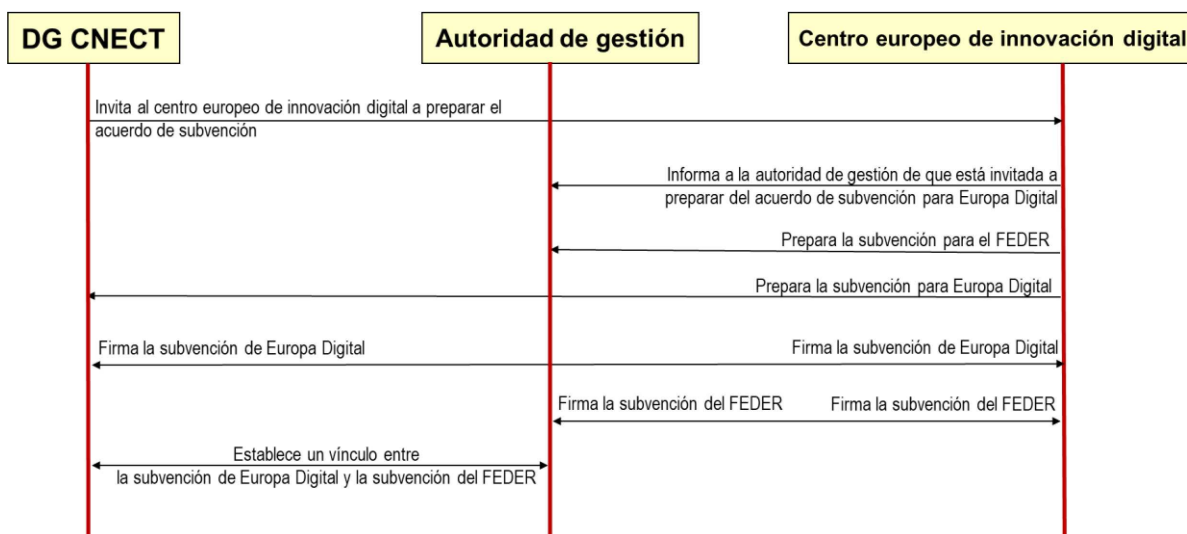 DG CNECT
Autoridad de gestión
Centro europeo de innovación digital
Invita al centro europeo de innovación digital a preparar el
acuerdo de subvención
Informa a la autoridad de gestión de que está invitada a
preparar del acuerdo de subvención para Europa Digital
Prepara la subvención para el FEDER
Prepara la subvención para Europa Digital
Firma la subvención de Europa Digital
Firma la subvención de Europa Digital
Firma la subvención del FEDER
Firma la subvención del FEDER
Establece un vínculo entre
la subvención de Europa Digital y la subvención del FEDER